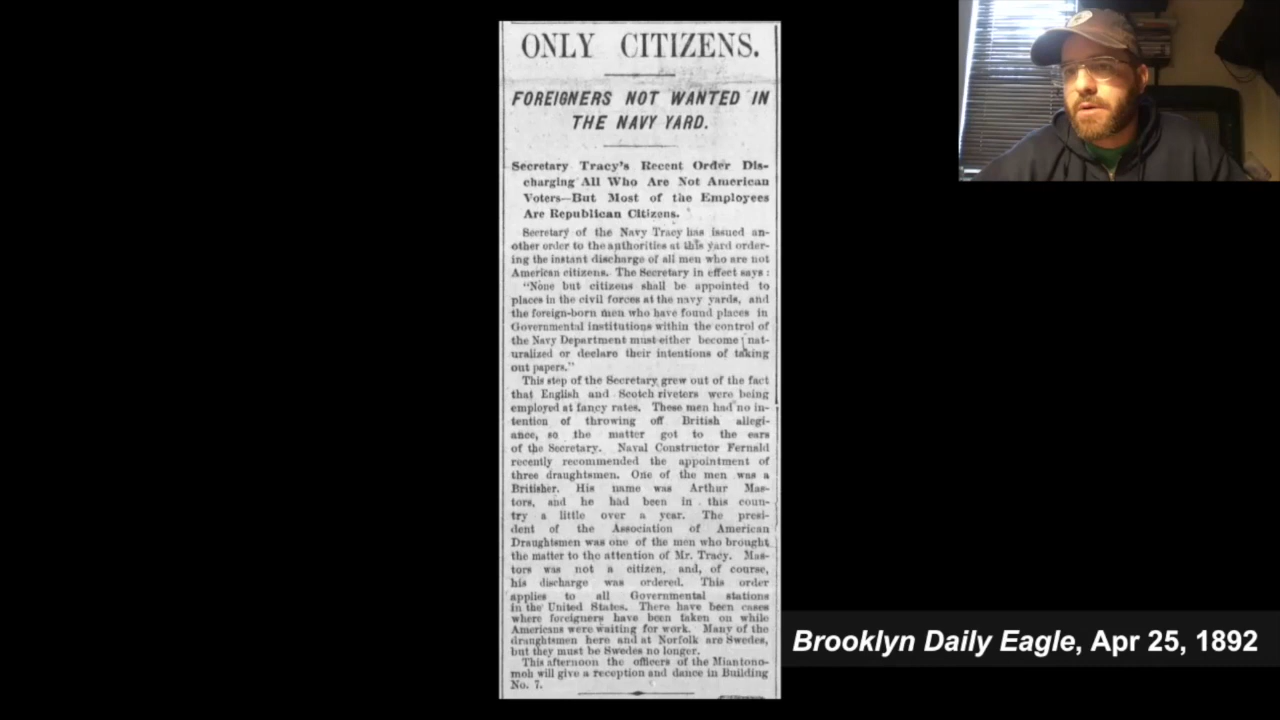 ONLY CITIZENS.
FOREIGNERS NOT WANTED IN
THE NAVY YARD.
Secretary Tracy's Recent Order Dis-
charging All Who Are Not American
Voters—But Most of the Employees
Are Republican Citizens.
Secretary of the Navy Tracy has issued an-
other order to the authorities at this yard order-
ing the instant discharge of all men who are not
American citizens. The Secretary in effect says:
"None but citizens shall be appointed to
places in the civil forces at the navy yards, and
the foreign-born men who have found places in
Governmental institutions within the control of
the Navy Department must either become nat-
uralized or declare their intentions of taking
out papers."
This step of the Secretary grew out of the fact
that English and Scotch riveters were being
employed at fancy rates. These men had no in-
tention of throwing off British allegi-
ance, so the matter got to the ears
of the Secretary. Naval Constructor Fernald
recently recommended the appointment of
three draughtsmen. One of the men was a
Britisher. His name was Arthur Mas-
tors, and he had been in this coun-
try a little over a year. The presi-
dent of the Association of American
Draughtsmen was one of the men who brought
the matter to the attention of Mr. Tracy. Mas-
tors was not a citizen, and, of course,
his discharge was ordered. This order
applies to all Governmental stations
in the United States. There have been cases
where foreigners have been taken on while
Americans were waiting for work. Many of the
draughtsmen here and at Norfolk are Swedes,
but they must be Swedes no longer.
This afternoon the officers of the Miantono-
moh will give a reception and dance in Building
No. 7.
Brooklyn Daily Eagle, Apr 25, 1892